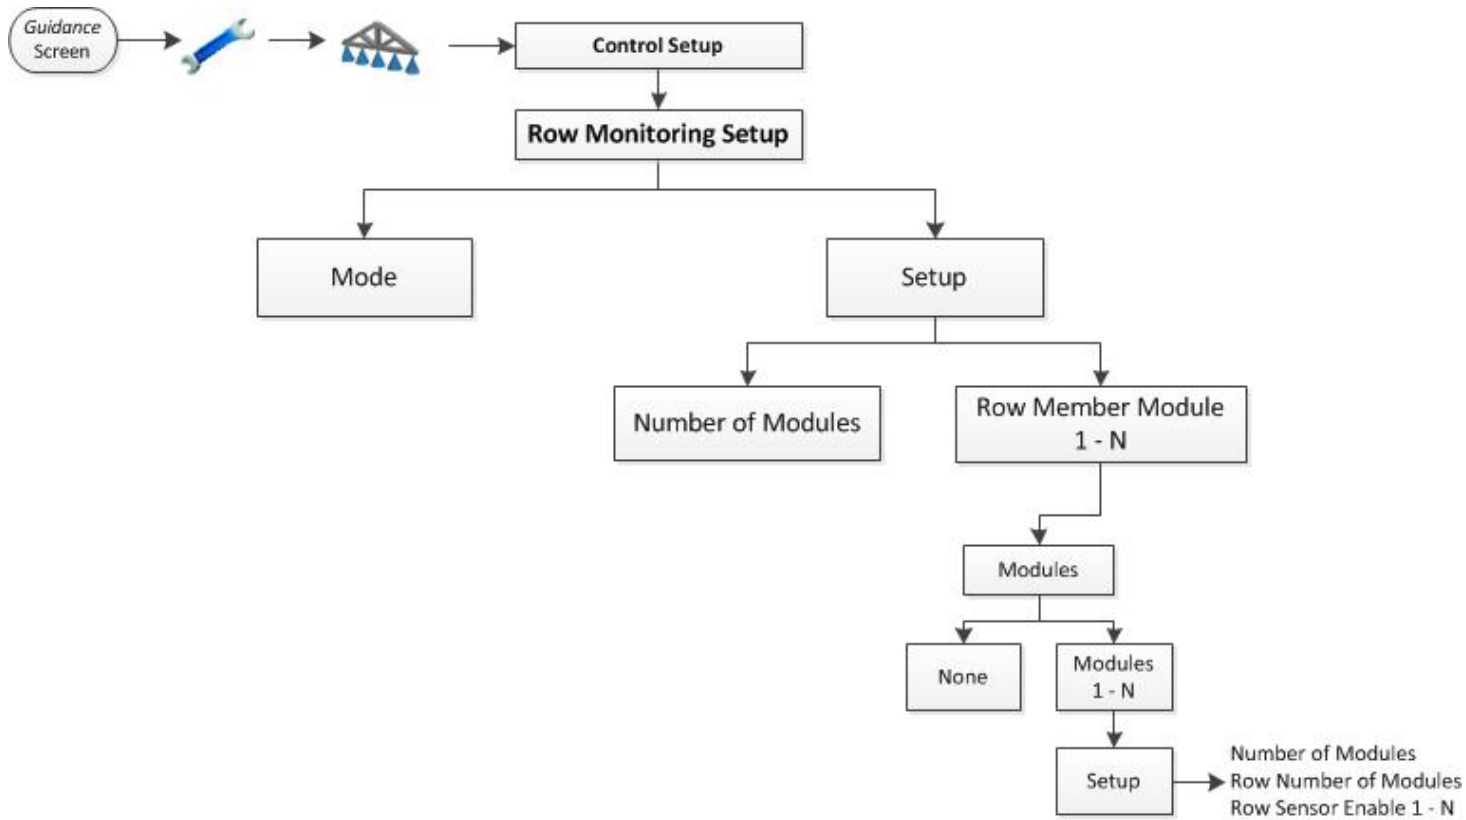 Guidance
Screen
Control Setup
Row Monitoring Setup
Mode
Setup
Number of Modules
Row Member Module
1 - N
Modules
None
Modules
1 - N
Setup
Number of Modules
Row Number of Modules
Row Sensor Enable 1 - N